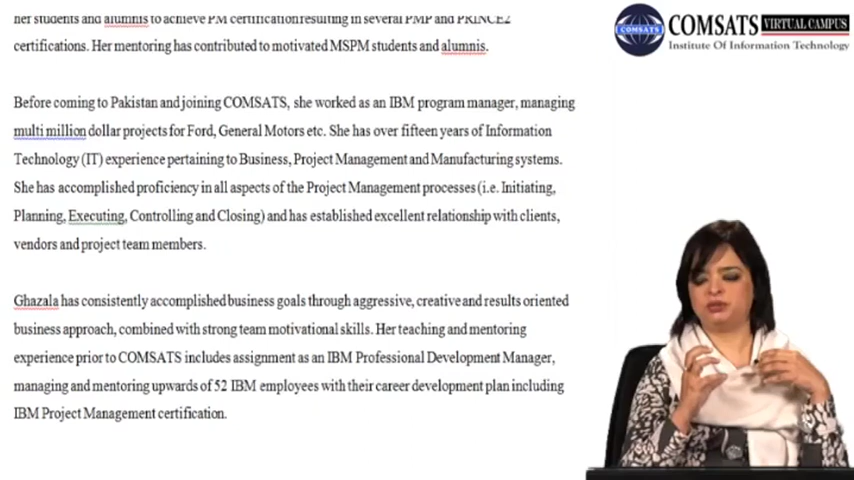 her students and alumnis to achieve PM certification resulting in several PMP and PRINCE2
certifications. Her mentoring has contributed to motivated MSPM students and alumnis.
Before coming to Pakistan and joining COMSATS, she worked as an IBM program manager, managing
multi million dollar projects for Ford, General Motors etc. She has over fifteen years of Information
Technology (IT) experience pertaining to Business, Project Management and Manufacturing systems.
She has accomplished proficiency in all aspects of the Project Management processes (i.e. Initiating,
Planning, Executing, Controlling and Closing) and has established excellent relationship with clients,
vendors and project team members.
Ghazala has consistently accomplished business goals through aggressive, creative and results oriented
business approach, combined with strong team motivational skills. Her teaching and mentoring
experience prior to COMSATS includes assignment as an IBM Professional Development Manager,
managing and mentoring upwards of 52 IBM employees with their career development plan including
IBM Project Management certification.
COMSATS
COMSATS VIRTUAL CAMPUS
Institute Of Information Technology